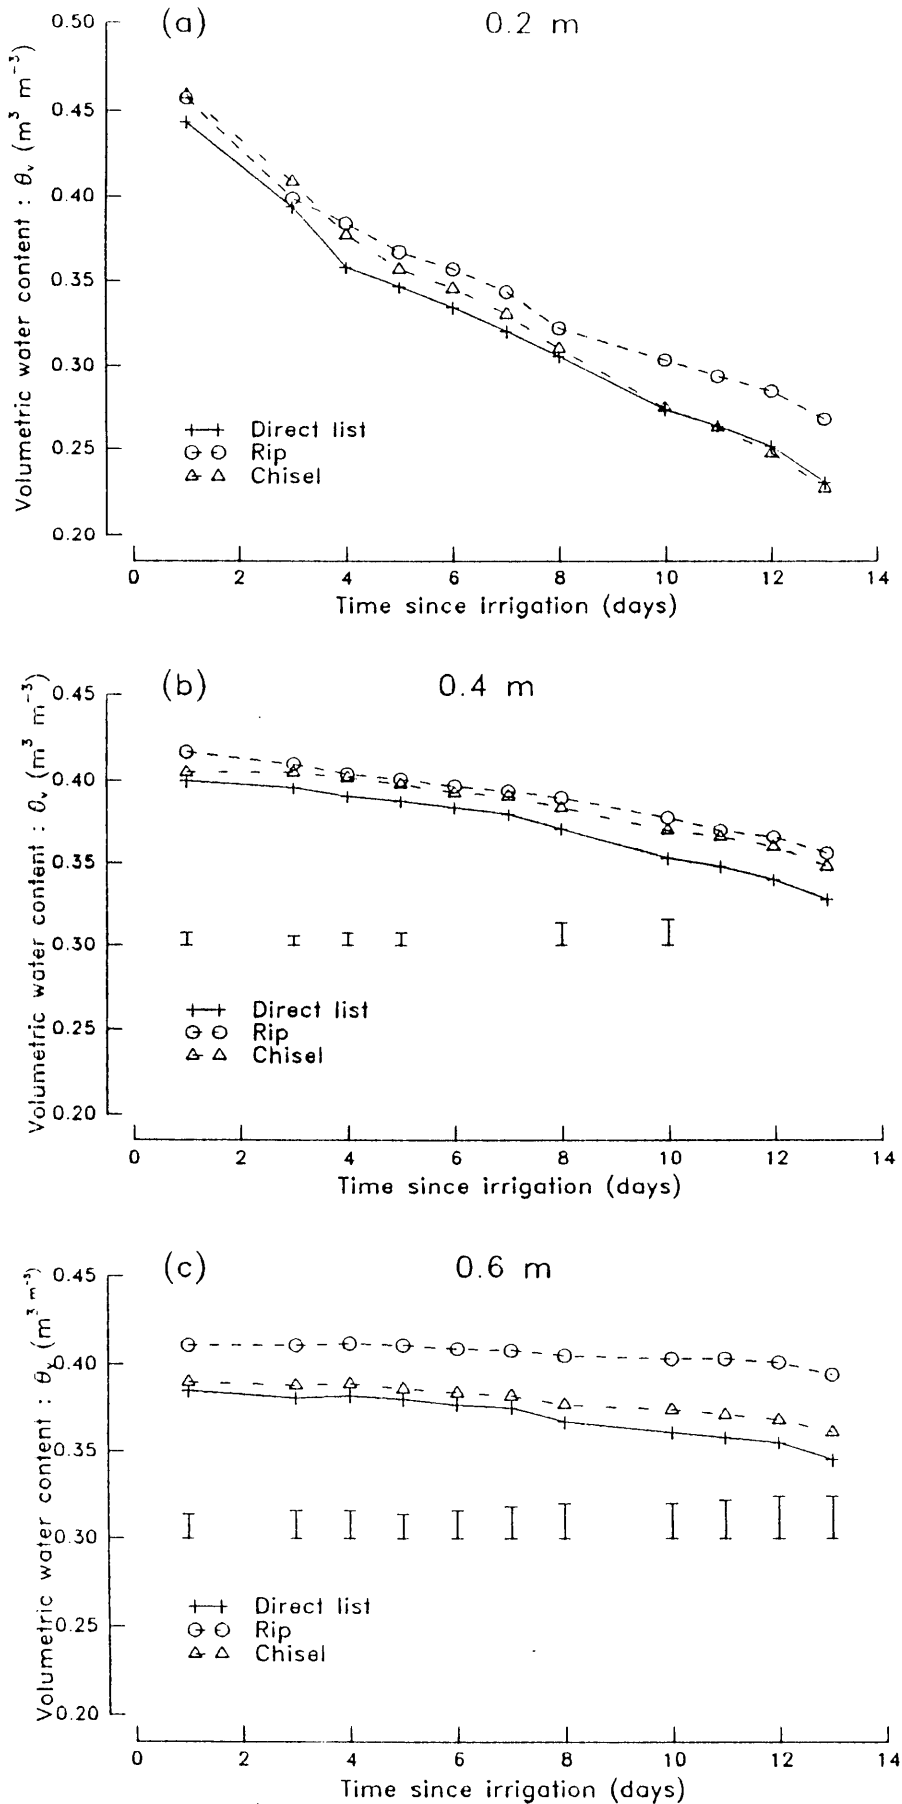 (a)
0.2 m
0.50
0.45
0.40
0.35
0.30
0.25
0.20
Volumetric water content : θv (m³ m⁻³)
Direct list
Rip
Chisel
0 2 4 6 8 10 12 14
Time since irrigation (days)
(b)
0.4 m
0.45
0.40
0.35
0.30
0.25
0.20
Volumetric water content : θv (m³ m⁻³)
Direct list
Rip
Chisel
0 2 4 6 8 10 12 14
Time since irrigation (days)
(c)
0.6 m
0.45
0.40
0.35
0.30
0.25
0.20
Volumetric water content : θv (m³ m⁻³)
Direct list
Rip
Chisel
0 2 4 6 8 10 12 14
Time since irrigation (days)